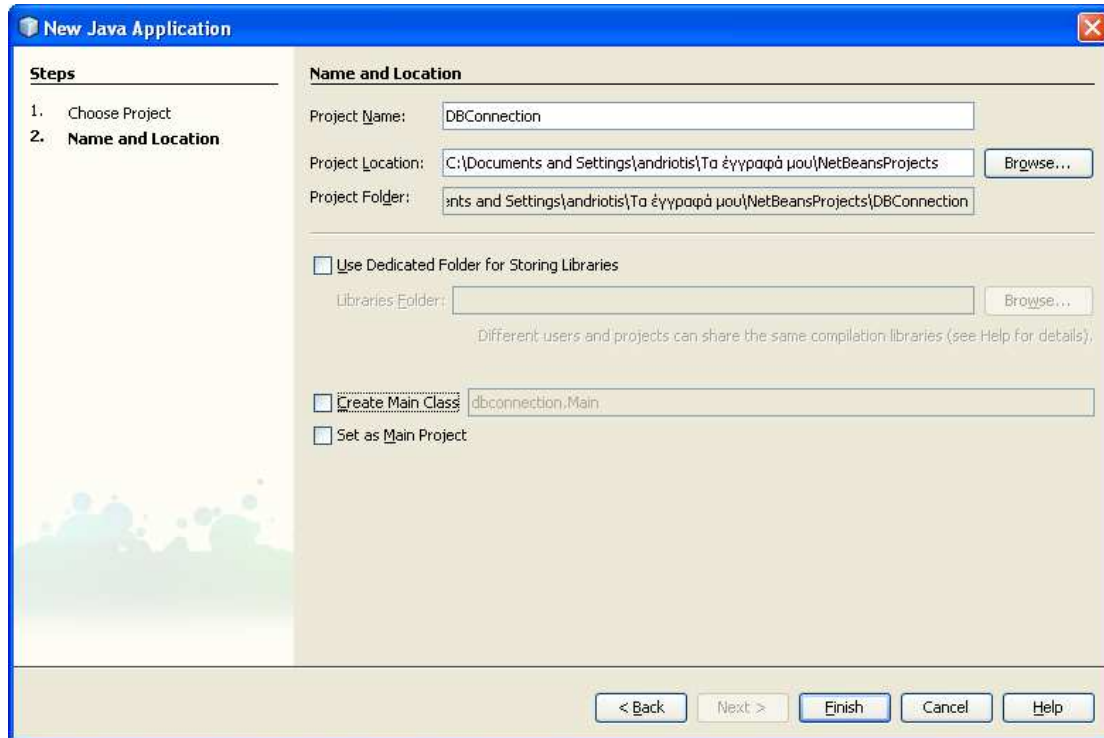 New Java Application
Steps
1. Choose Project
2. Name and Location
Name and Location
Project Name: DBConnection
Project Location: C:\Documents and Settings\andriotis\Τα έγγραφά μου\NetBeansProjects Browse...
Project Folder: nts and Settings\andriotis\Τα έγγραφά μου\NetBeansProjects\DBConnection
Use Dedicated Folder for Storing Libraries
Libraries Folder: Browse...
Different users and projects can share the same compilation libraries (see Help for details).
Create Main Class dbconnection.Main
Set as Main Project
< Back Next > Finish Cancel Help